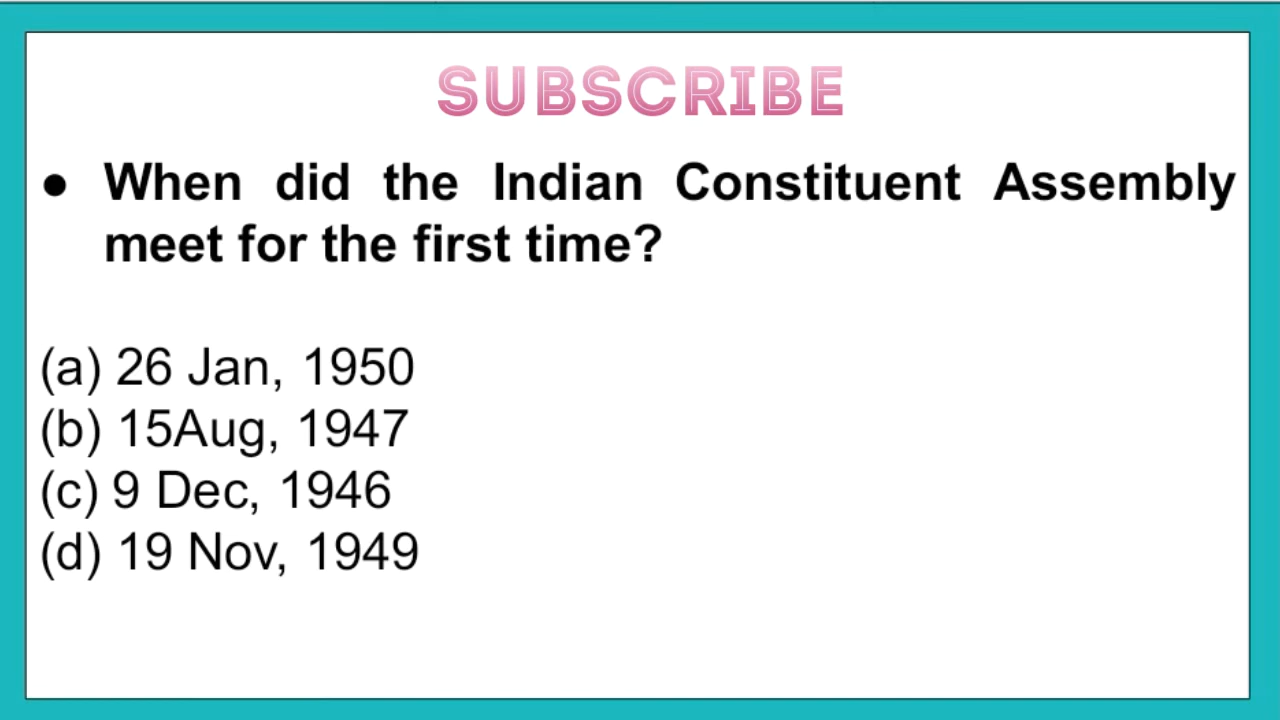 SUBSCRIBE
● When did the Indian Constituent Assembly
meet for the first time?
(a) 26 Jan, 1950
(b) 15Aug, 1947
(c) 9 Dec, 1946
(d) 19 Nov, 1949